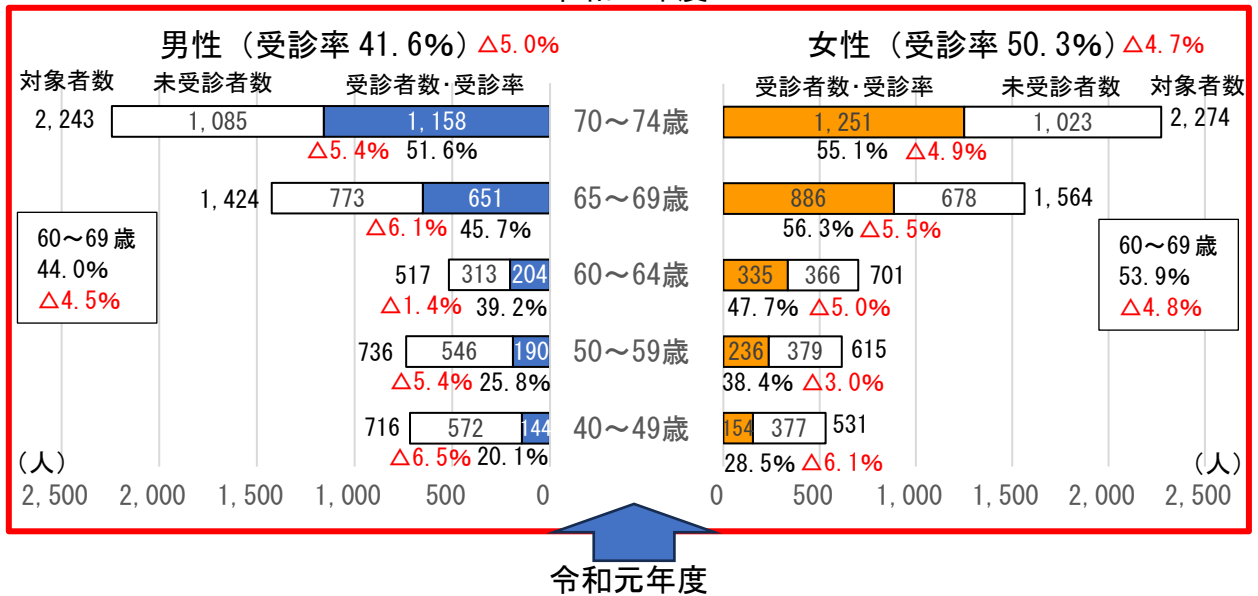 男性（受診率 41.6%）△5.0%
女性（受診率 50.3%）△4.7%
対象者数 未受診者数 受診者数・受診率
受診者数・受診率 未受診者数 対象者数
2,243 1,085 1,158 70～74歳 1,251 1,023 2,274
△5.4% 51.6% 55.1% △4.9%
1,424 773 651 65～69歳 886 678 1,564
△6.1% 45.7% 56.3% △5.5%
60～69歳
44.0%
△4.5%
60～69歳
53.9%
△4.8%
517 313 204 60～64歳 335 366 701
△1.4% 39.2% 47.7% △5.0%
736 546 190 50～59歳 236 379 615
△5.4% 25.8% 38.4% △3.0%
716 572 144 40～49歳 154 377 531
△6.5% 20.1% 28.5% △6.1%
（人） （人）
2,500 2,000 1,500 1,000 500 0 0 500 1,000 1,500 2,000 2,500
令和元年度